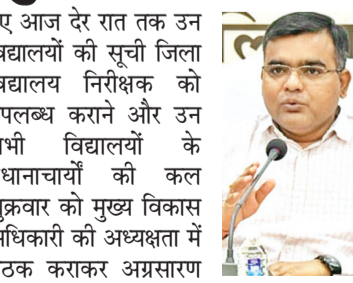 ए आज देर रात तक उन
वेद्यालयों की सूची जिला
वेद्यालय निरीक्षक को
उपलब्ध कराने और उन
भी विद्यालयों के
धानाचार्यों की कल
ुक्रवार को मुख्य विकास
अधिकारी की अध्यक्षता में
ठक कराकर अग्रसारण